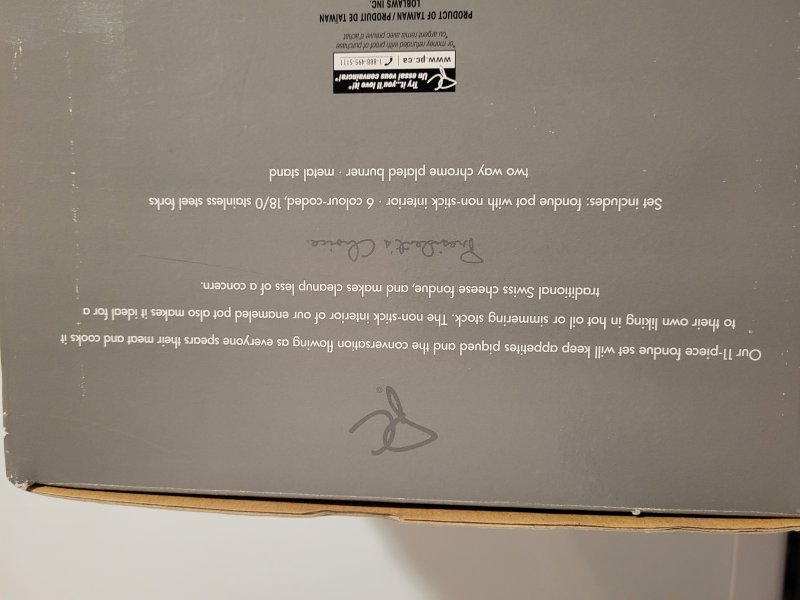 Our 11-piece fondue set will keep appetites piqued and the conversation flowing as everyone spears their meat and cooks it
to their own liking in hot oil or simmering stock. The non-stick interior of our enameled pot also makes it ideal for a
traditional Swiss cheese fondue, and makes cleanup less of a concern.
President's Choice
Set includes: fondue pot with non-stick interior · 6 colour-coded, 18/0 stainless steel forks
two way chrome plated burner · metal stand
Try it...you'll love it!*
Un essai vous convaincra!*
www.pc.ca 1-888-495-5111
*or money refunded with proof of purchase
*ou argent remis avec preuve d'achat
PRODUCT OF TAIWAN / PRODUIT DE TAÏWAN
LOBLAWS INC.